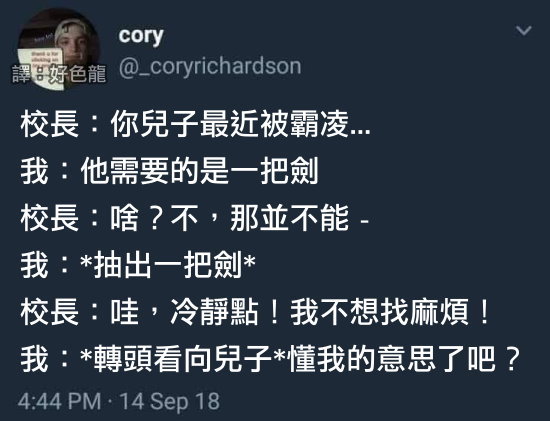 cory
譯：好色龍
@_coryrichardson
校長：你兒子最近被霸凌...
我：他需要的是一把劍
校長：啥？不，那並不能 -
我：*抽出一把劍*
校長：哇，冷靜點！我不想找麻煩！
我：*轉頭看向兒子*懂我的意思了吧？
4:44 PM · 14 Sep 18